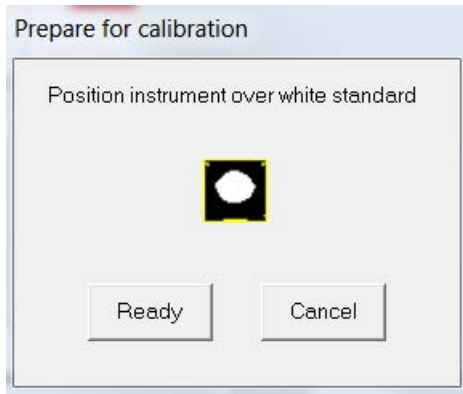 Prepare for calibration
Position instrument over white standard
Ready
Cancel